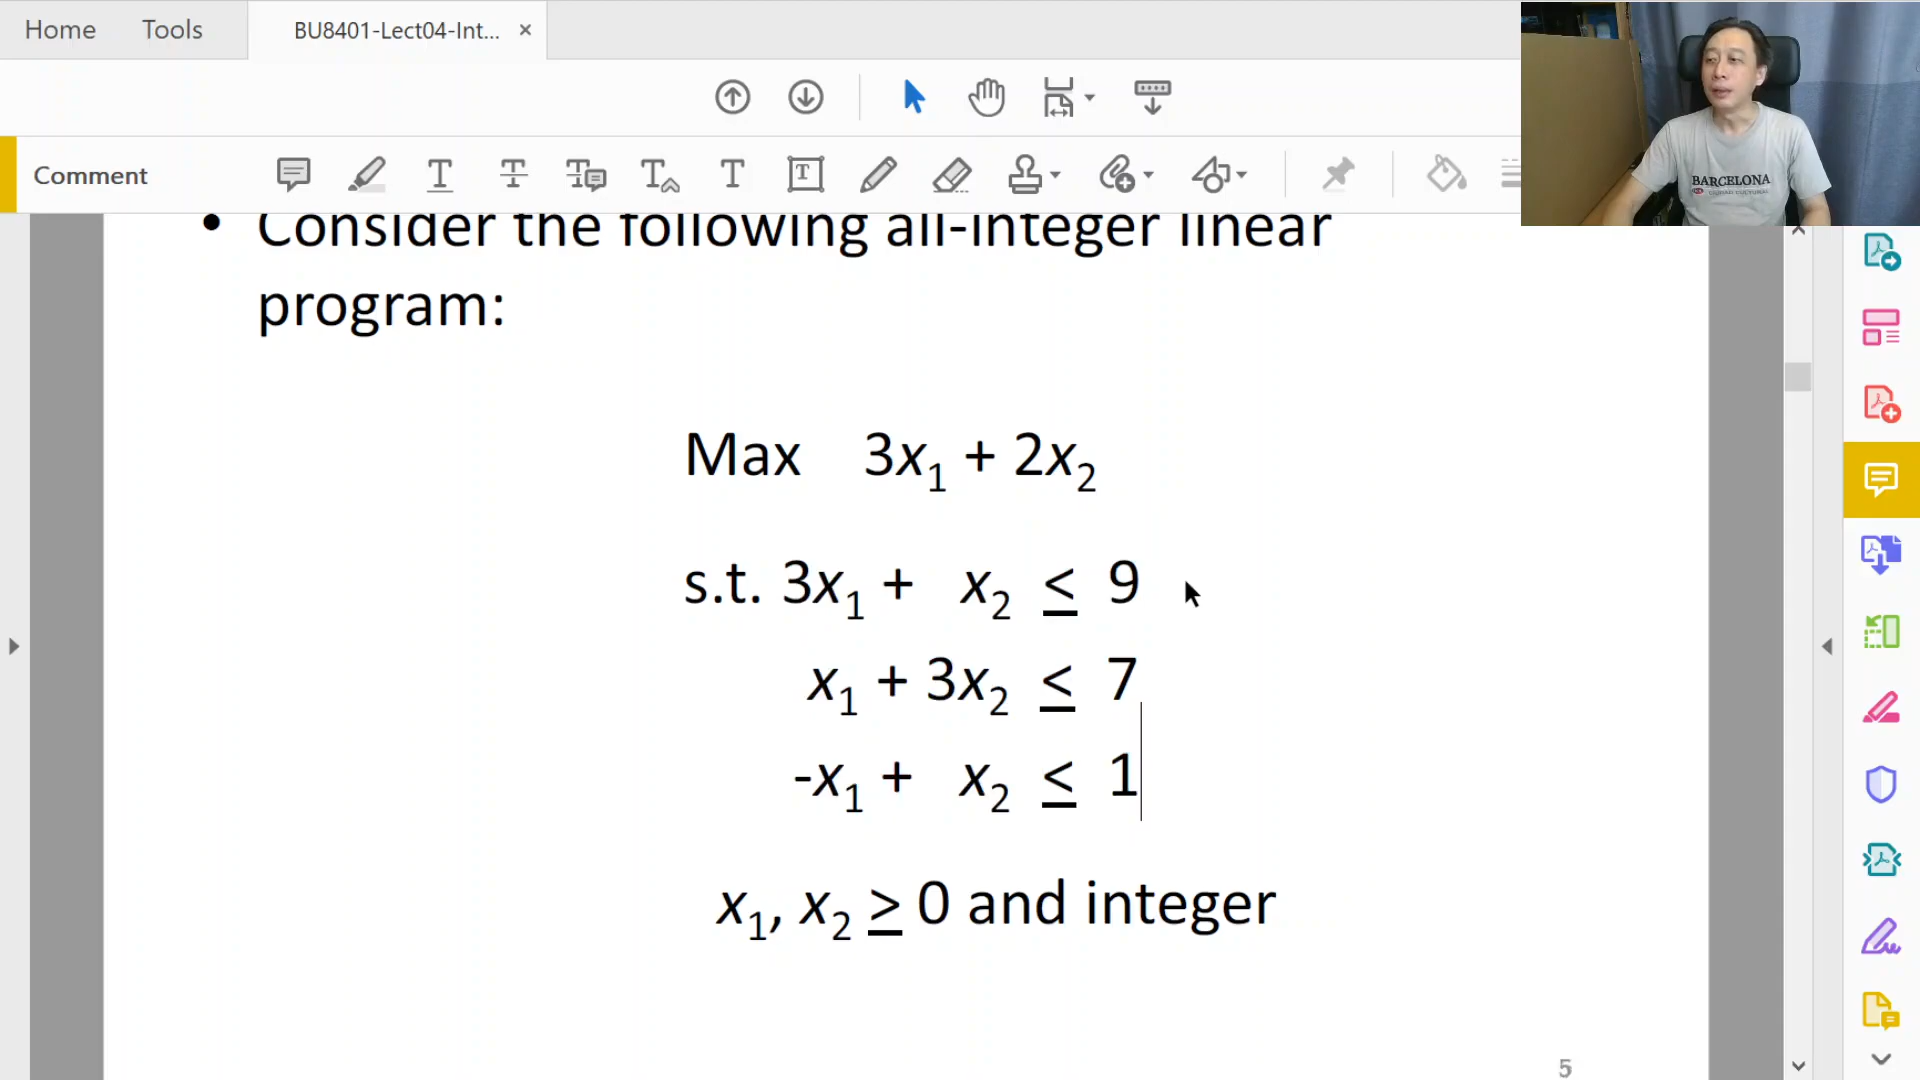 Home Tools BU8401-Lect04-Int... ×
Comment
• Consider the following all-integer linear
program:
Max 3x₁ + 2x₂
s.t. 3x₁ + x₂ ≤ 9
x₁ + 3x₂ ≤ 7
-x₁ + x₂ ≤ 1
x₁, x₂ ≥ 0 and integer
5
BARCELONA